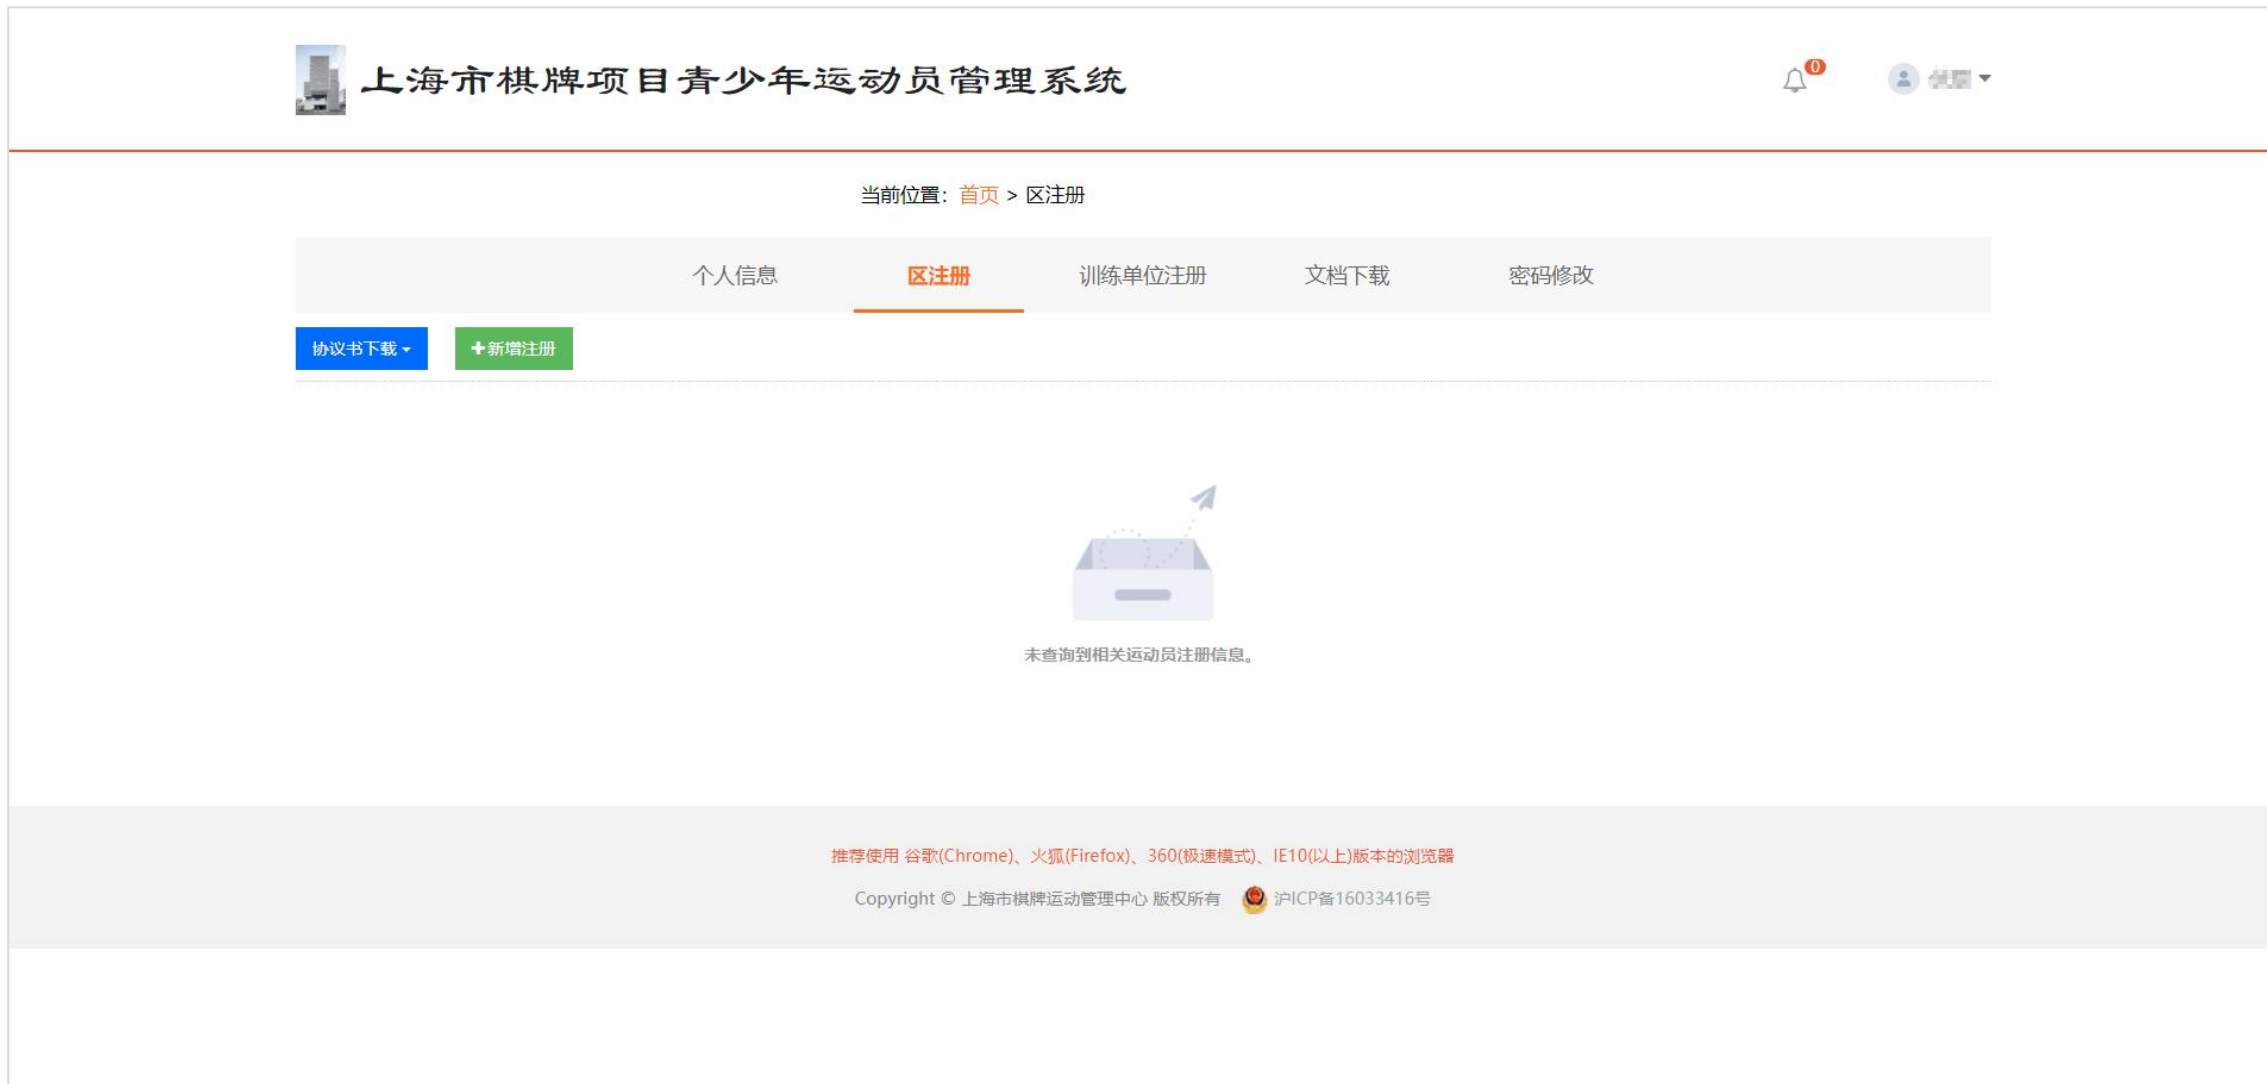 上海市棋牌项目青少年运动员管理系统
0
当前位置：首页 > 区注册
个人信息 区注册 训练单位注册 文档下载 密码修改
协议书下载 +新增注册
未查询到相关运动员注册信息。
推荐使用 谷歌(Chrome)、火狐(Firefox)、360(极速模式)、IE10(以上)版本的浏览器
Copyright © 上海市棋牌运动管理中心 版权所有 沪ICP备16033416号